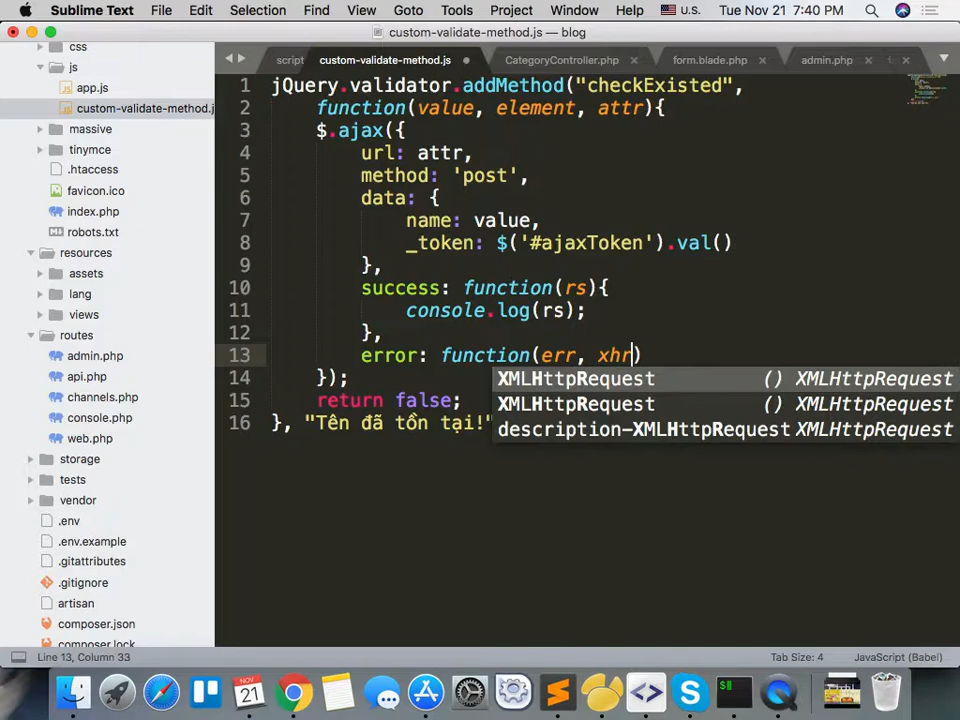 Sublime Text File Edit Selection Find View Goto Tools Project Window Help U.S. Tue Nov 21 7:40 PM
custom-validate-method.js — blog
css
js
app.js
custom-validate-method.j
massive
tinymce
.htaccess
favicon.ico
index.php
robots.txt
resources
assets
lang
views
routes
admin.php
api.php
channels.php
console.php
web.php
storage
tests
vendor
.env
.env.example
.gitattributes
.gitignore
artisan
composer.json
composer.lock
script custom-validate-method.js CategoryController.php form.blade.php admin.php
1 jQuery.validator.addMethod("checkExisted",
2 function(value, element, attr){
3 $.ajax({
4 url: attr,
5 method: 'post',
6 data: {
7 name: value,
8 _token: $('#ajaxToken').val()
9 },
10 success: function(rs){
11 console.log(rs);
12 },
13 error: function(err, xhr)
14 });
15 return false;
16 }, "Tên đã tồn tại!"
XMLHttpRequest () XMLHttpRequest
XMLHttpRequest () XMLHttpRequest
description-XMLHttpRequest XMLHttpRequest
Line 13, Column 33 Tab Size: 4 JavaScript (Babel)
NOV
21